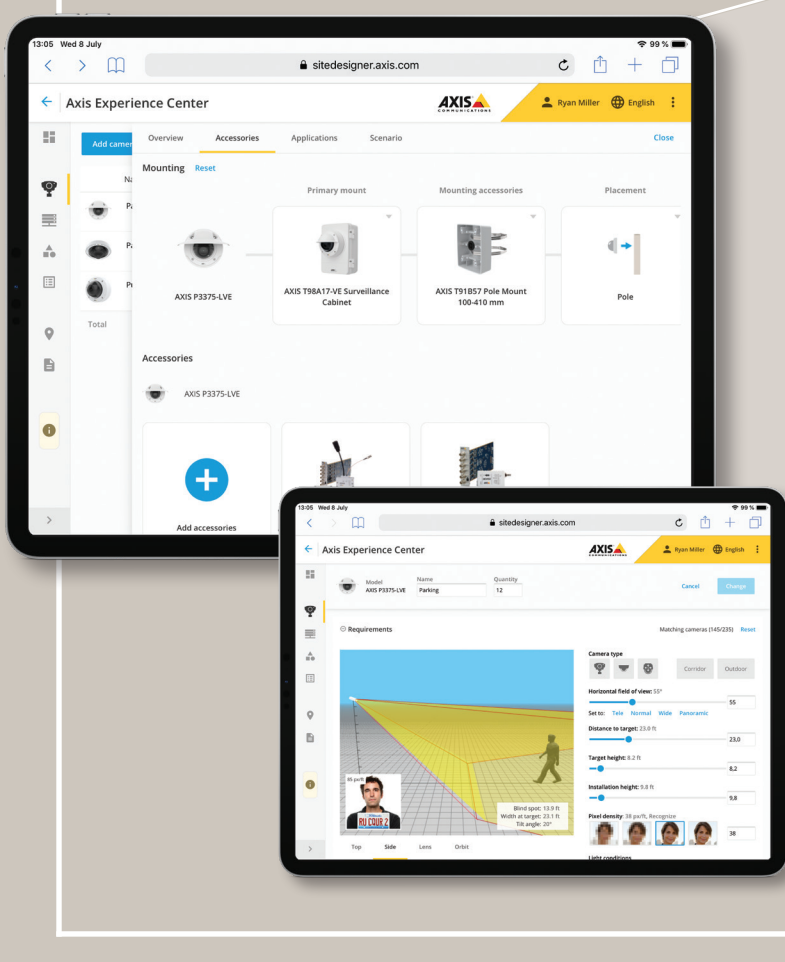 13:05 Wed 8 July
99 %
sitedesigner.axis.com
Axis Experience Center
AXIS
COMMUNICATIONS
Ryan Miller
English
Add camer
Overview
Accessories
Applications
Scenario
Close
Mounting
Reset
Na
Primary mount
Mounting accessories
Placement
Pa
Pa
AXIS P3375-LVE
AXIS T98A17-VE Surveillance
Cabinet
AXIS T91B57 Pole Mount
100-410 mm
Pole
Total
Accessories
AXIS P3375-LVE
Add accessories
13:05 Wed 8 July
99 %
sitedesigner.axis.com
Axis Experience Center
AXIS
COMMUNICATIONS
Ryan Miller
English
Model
AXIS P3375-LVE
Name
Parking
Quantity
12
Cancel
Change
Requirements
Matching cameras (145/235)
Reset
Camera type
Corridor
Outdoor
Horizontal field of view: 55°
55
Set to: Tele Normal Wide Panoramic
Distance to target: 23.0 ft
23,0
Target height: 8.2 ft
8,2
Installation height: 9.8 ft
9,8
Pixel density: 38 px/ft, Recognize
38
RU COUR 2
Blind spot: 13.9 ft
Width at target: 23.1 ft
Tilt angle: 20°
Top
Side
Lens
Orbit
Light conditions